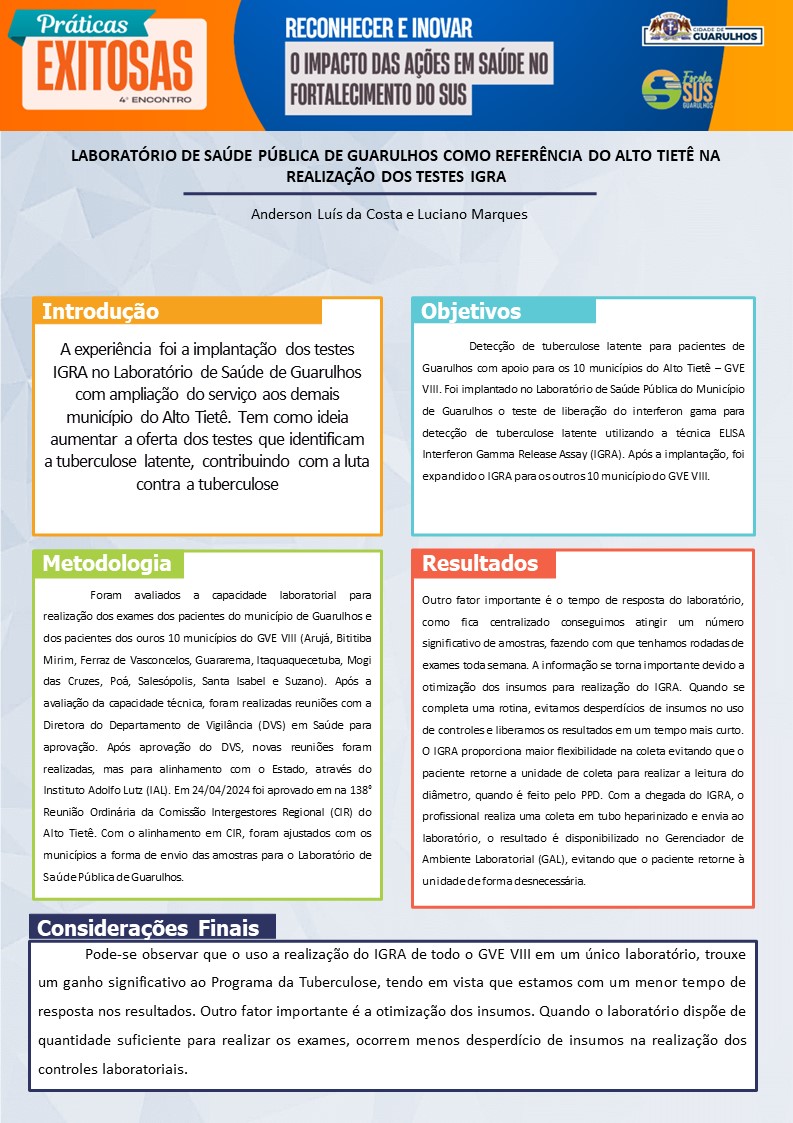 Práticas
EXITOSAS
4º ENCONTRO
RECONHECER E INOVAR
O IMPACTO DAS AÇÕES EM SAÚDE NO
FORTALECIMENTO DO SUS
CIDADE DE
GUARULHOS
Escola
SUS
GUARULHOS
LABORATÓRIO DE SAÚDE PÚBLICA DE GUARULHOS COMO REFERÊNCIA DO ALTO TIETÊ NA
REALIZAÇÃO DOS TESTES IGRA
Anderson Luís da Costa e Luciano Marques
Introdução
A experiência foi a implantação dos testes
IGRA no Laboratório de Saúde de Guarulhos
com ampliação do serviço aos demais
município do Alto Tietê. Tem como ideia
aumentar a oferta dos testes que identificam
a tuberculose latente, contribuindo com a luta
contra a tuberculose
Objetivos
Detecção de tuberculose latente para pacientes de
Guarulhos com apoio para os 10 municípios do Alto Tietê – GVE
VIII. Foi implantado no Laboratório de Saúde Pública do Município
de Guarulhos o teste de liberação do interferon gama para
detecção de tuberculose latente utilizando a técnica ELISA
Interferon Gamma Release Assay (IGRA). Após a implantação, foi
expandido o IGRA para os outros 10 município do GVE VIII.
Metodologia
Foram avaliados a capacidade laboratorial para
realização dos exames dos pacientes do município de Guarulhos e
dos pacientes dos ouros 10 municípios do GVE VIII (Arujá, Bititiba
Mirim, Ferraz de Vasconcelos, Guararema, Itaquaquecetuba, Mogi
das Cruzes, Poá, Salesópolis, Santa Isabel e Suzano). Após a
avaliação da capacidade técnica, foram realizadas reuniões com a
Diretora do Departamento de Vigilância (DVS) em Saúde para
aprovação. Após aprovação do DVS, novas reuniões foram
realizadas, mas para alinhamento com o Estado, através do
Instituto Adolfo Lutz (IAL). Em 24/04/2024 foi aprovado em na 138°
Reunião Ordinária da Comissão Intergestores Regional (CIR) do
Alto Tietê. Com o alinhamento em CIR, foram ajustados com os
municípios a forma de envio das amostras para o Laboratório de
Saúde Pública de Guarulhos.
Resultados
Outro fator importante é o tempo de resposta do laboratório,
como fica centralizado conseguimos atingir um número
significativo de amostras, fazendo com que tenhamos rodadas de
exames toda semana. A informação se torna importante devido a
otimização dos insumos para realização do IGRA. Quando se
completa uma rotina, evitamos desperdícios de insumos no uso
de controles e liberamos os resultados em um tempo mais curto.
O IGRA proporciona maior flexibilidade na coleta evitando que o
paciente retorne a unidade de coleta para realizar a leitura do
diâmetro, quando é feito pelo PPD. Com a chegada do IGRA, o
profissional realiza uma coleta em tubo heparinizado e envia ao
laboratório, o resultado é disponibilizado no Gerenciador de
Ambiente Laboratorial (GAL), evitando que o paciente retorne à
unidade de forma desnecessária.
Considerações Finais
Pode-se observar que o uso a realização do IGRA de todo o GVE VIII em um único laboratório, trouxe
um ganho significativo ao Programa da Tuberculose, tendo em vista que estamos com um menor tempo de
resposta nos resultados. Outro fator importante é a otimização dos insumos. Quando o laboratório dispõe de
quantidade suficiente para realizar os exames, ocorrem menos desperdício de insumos na realização dos
controles laboratoriais.